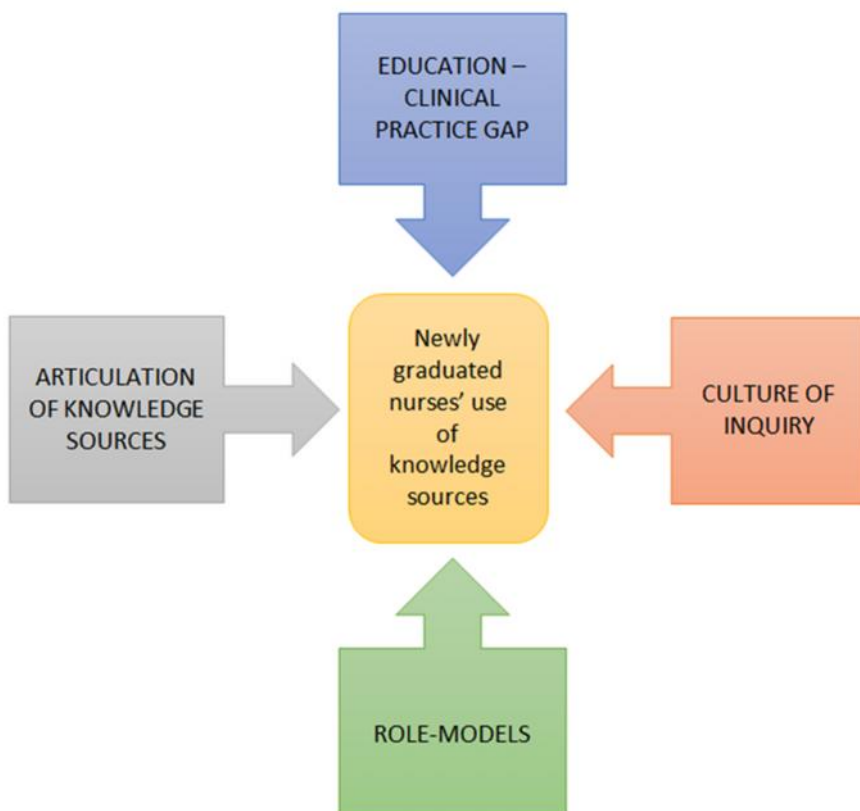 EDUCATION –
CLINICAL
PRACTICE GAP
ARTICULATION
OF KNOWLEDGE
SOURCES
Newly
graduated
nurses’ use
of
knowledge
sources
CULTURE OF
INQUIRY
ROLE-MODELS